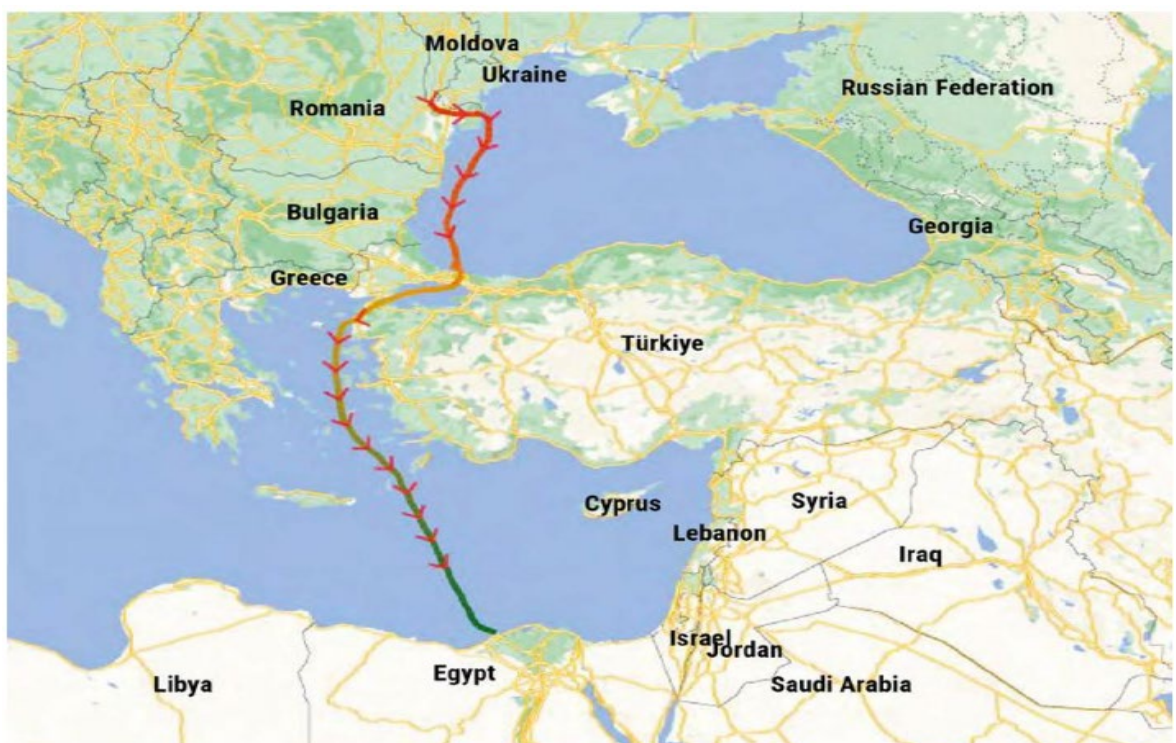 Moldova
Ukraine
Russian Federation
Romania
Bulgaria
Georgia
Greece
Türkiye
Cyprus
Syria
Lebanon
Iraq
Israel
Jordan
Egypt
Libya
Saudi Arabia